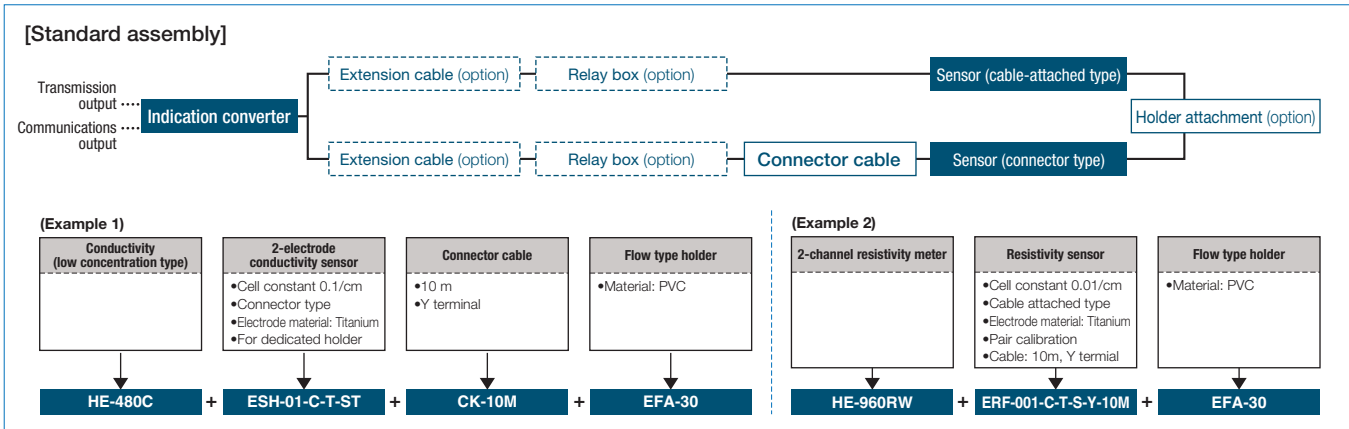 [Standard assembly]
Transmission
output
Communications
output
Indication converter
Extension cable (option)
Relay box (option)
Sensor (cable-attached type)
Holder attachment (option)
Extension cable (option)
Relay box (option)
Connector cable
Sensor (connector type)
(Example 1)
Conductivity
(low concentration type)
2-electrode
conductivity sensor
•Cell constant 0.1/cm
•Connector type
•Electrode material: Titanium
•For dedicated holder
Connector cable
•10 m
•Y terminal
Flow type holder
•Material: PVC
HE-480C + ESH-01-C-T-ST + CK-10M + EFA-30
(Example 2)
2-channel resistivity meter
Resistivity sensor
•Cell constant 0.01/cm
•Cable attached type
•Electrode material: Titanium
•Pair calibration
•Cable: 10m, Y termial
Flow type holder
•Material: PVC
HE-960RW + ERF-001-C-T-S-Y-10M + EFA-30